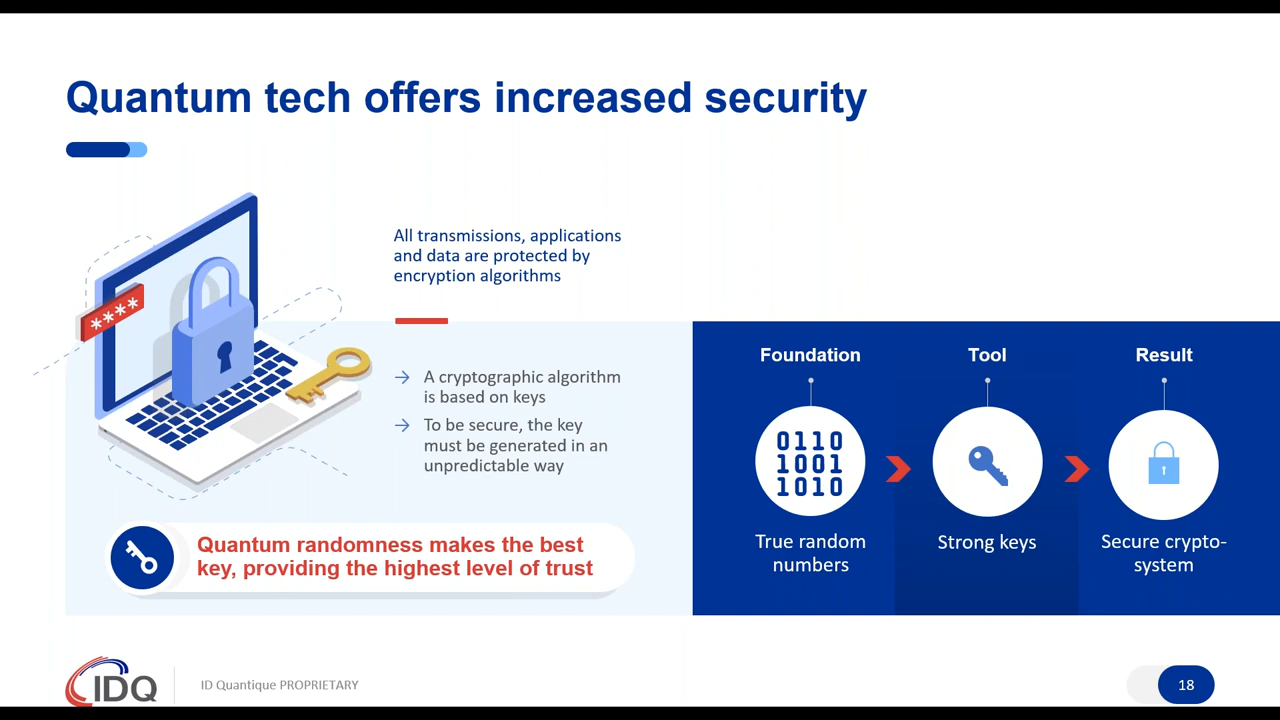 Quantum tech offers increased security
All transmissions, applications
and data are protected by
encryption algorithms
****
→ A cryptographic algorithm
is based on keys
→ To be secure, the key
must be generated in an
unpredictable way
Quantum randomness makes the best
key, providing the highest level of trust
Foundation
0110
1001
1010
True random
numbers
Tool
Strong keys
Result
Secure crypto-
system
IDQ
ID Quantique PROPRIETARY
18